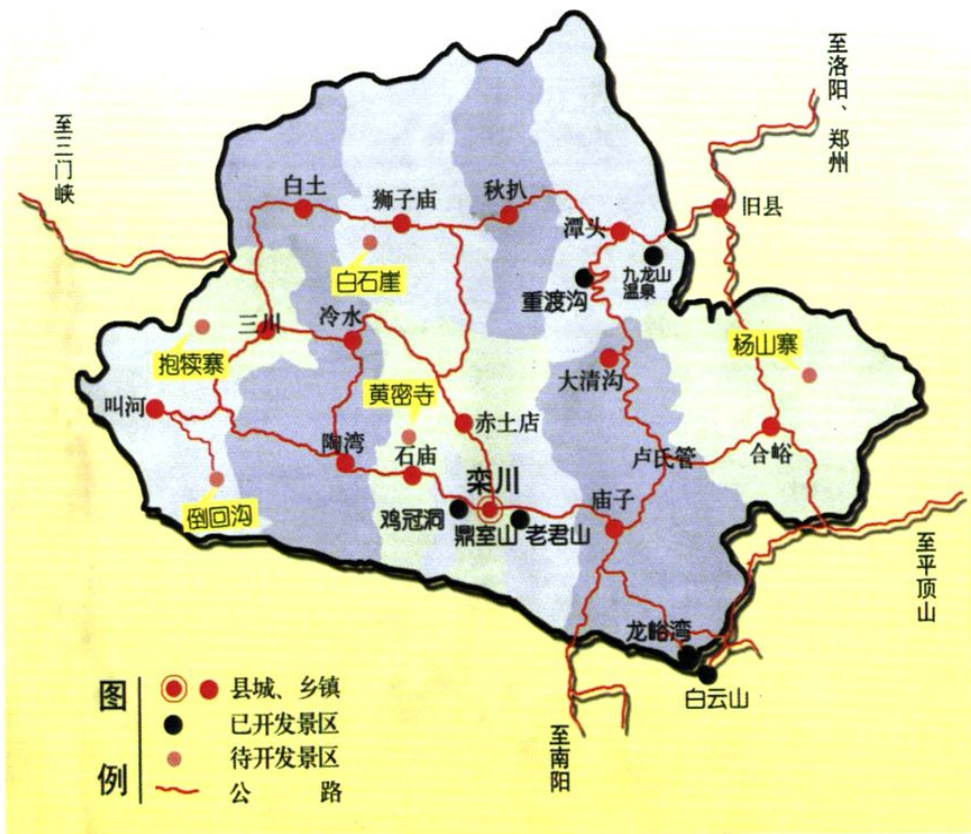 至洛阳、郑州
至三门峡
白土
狮子庙
秋扒
潭头
旧县
九龙山
温泉
重渡沟
白石崖
三川
冷水
抱犊寨
杨山寨
大清沟
黄密寺
叫河
赤土店
陶湾
石庙
卢氏管
合峪
栾川
庙子
倒回沟
鸡冠洞
鼎室山
老君山
至平顶山
龙峪湾
白云山
至南阳
图例
县城、乡镇
已开发景区
待开发景区
公路